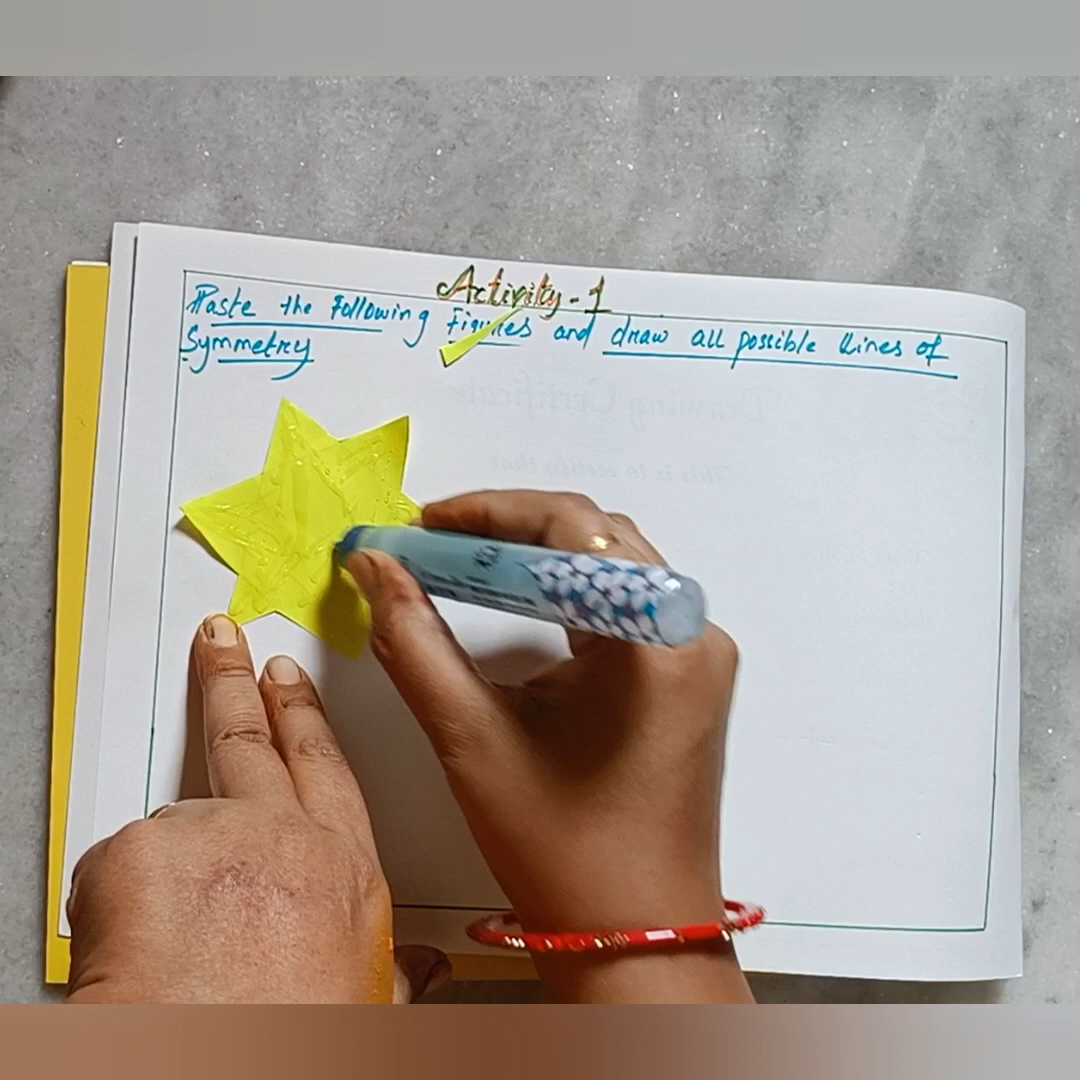 Activity - 1
Paste the following Figures and draw all possible lines of
Symmetry